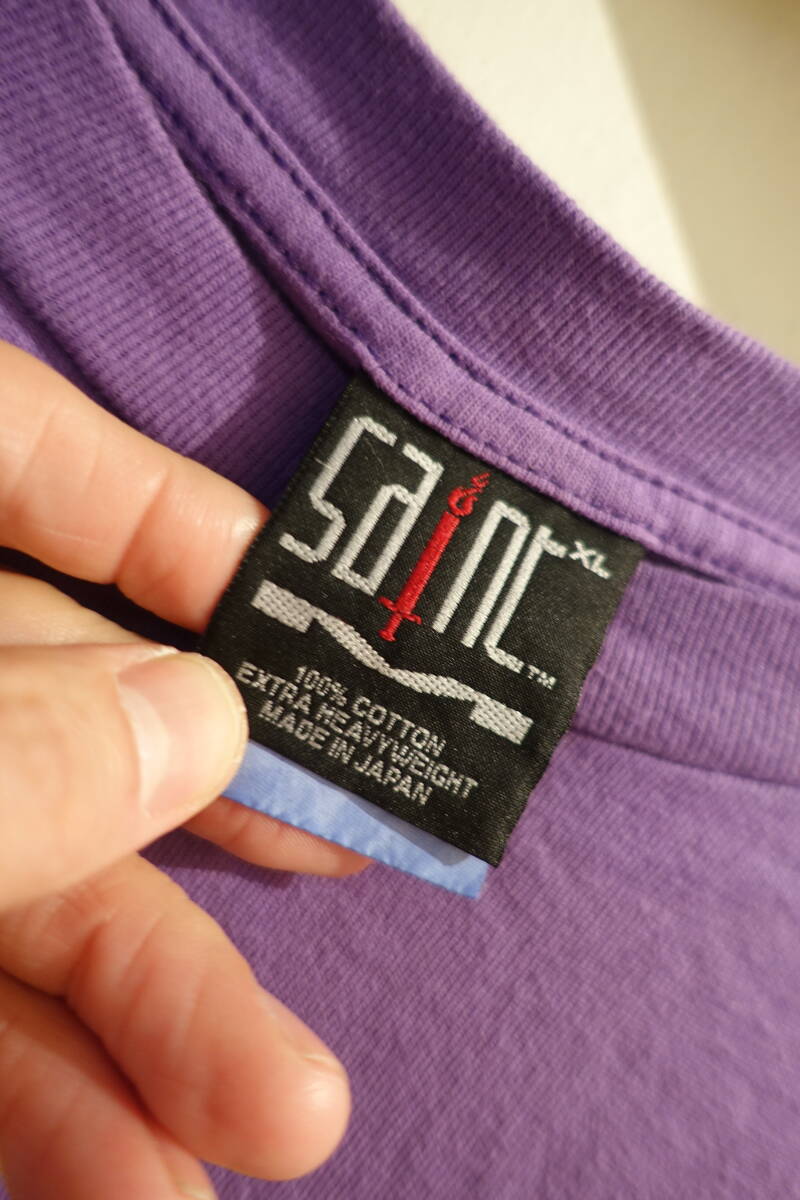 saint XL
TM
100% COTTON
EXTRA HEAVYWEIGHT
MADE IN JAPAN